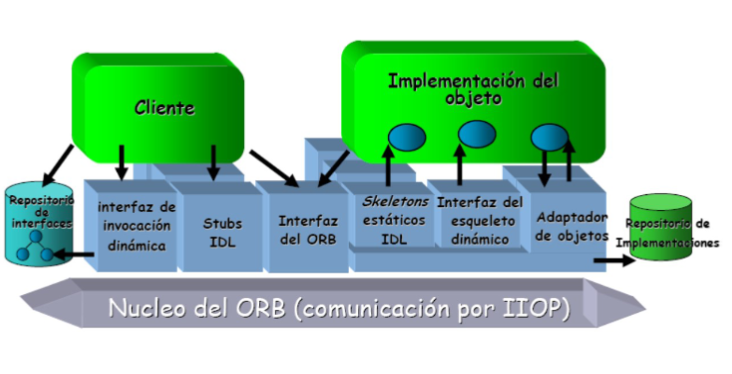 Cliente
Implementación del
objeto
Repositorio
de
interfaces
interfaz de
invocación
dinámica
Stubs
IDL
Interfaz
del ORB
Skeletons
estáticos
IDL
Interfaz del
esqueleto
dinámico
Adaptador
de objetos
Repositorio de
Implementaciones
Nucleo del ORB (comunicación por IIOP)